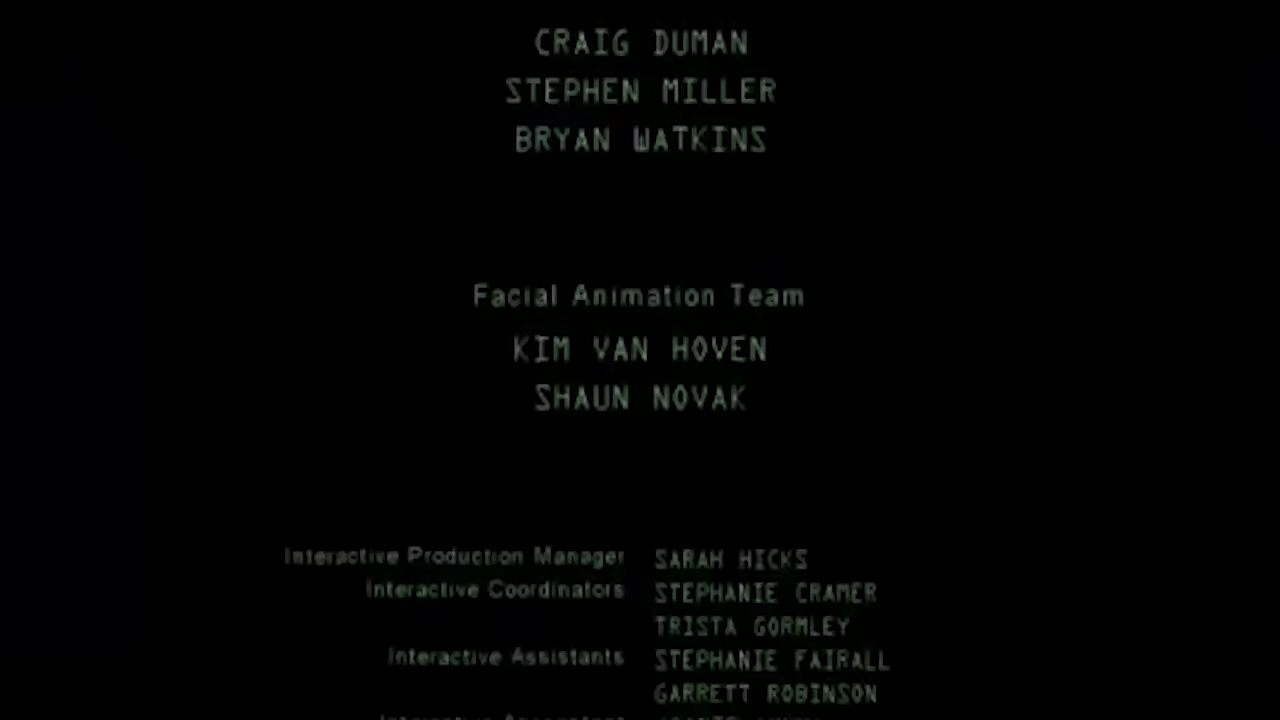 CRAIG DUMAN
STEPHEN MILLER
BRYAN WATKINS
Facial Animation Team
KIM VAN HOVEN
SHAUN NOVAK
Interactive Production Manager SARAH HICKS
Interactive Coordinators STEPHANIE CRAMER
TRISTA GORMLEY
Interactive Assistants STEPHANIE FAIRALL
GARRETT ROBINSON
Interactive